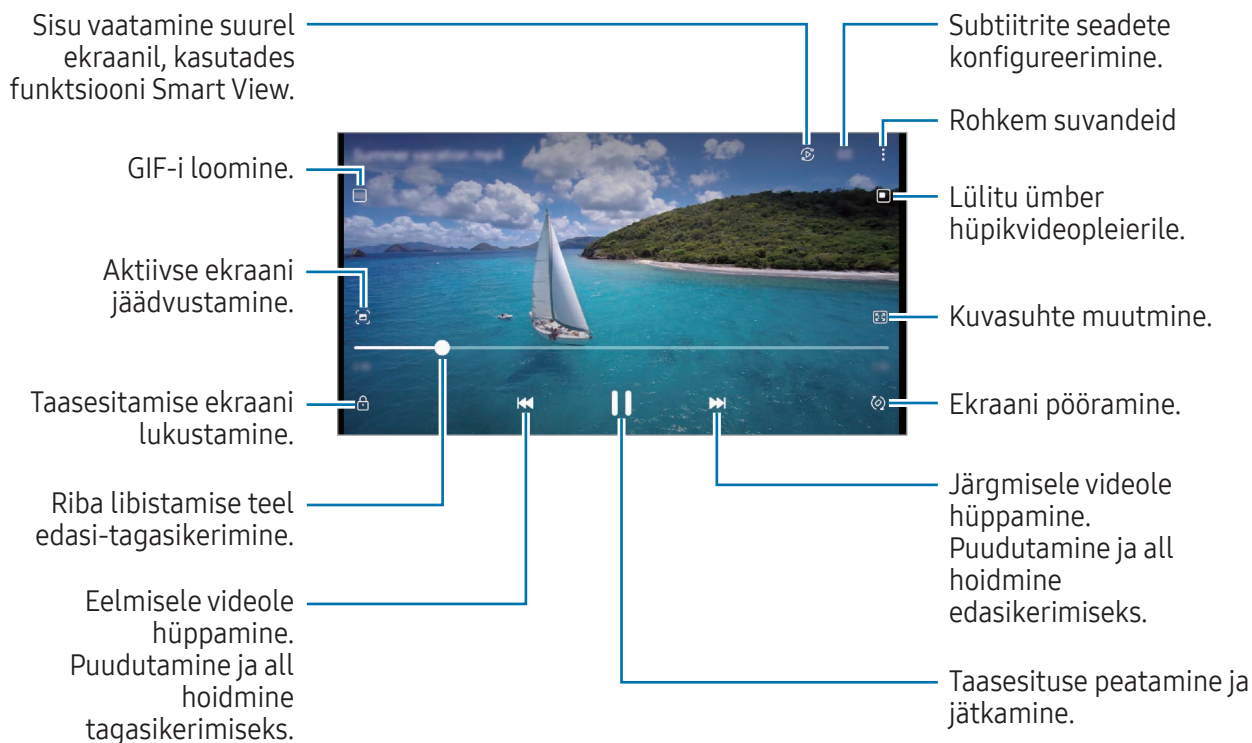 Sisu vaatamine suurel
ekraanil, kasutades
funktsiooni Smart View.
GIF-i loomine.
Aktiivse ekraani
jäädvustamine.
Taasesitamise ekraani
lukustamine.
Riba libistamise teel
edasi-tagasikerimine.
Eelmisele videole
hüppamine.
Puudutamine ja all
hoidmine
tagasikerimiseks.
Subtiitrite seadete
konfigureerimine.
Rohkem suvandeid
Lülitu ümber
hüpikvideopleierile.
Kuvasuhte muutmine.
Ekraani pööramine.
Järgmisele videole
hüppamine.
Puudutamine ja all
hoidmine
edasikerimiseks.
Taasesituse peatamine ja
jätkamine.